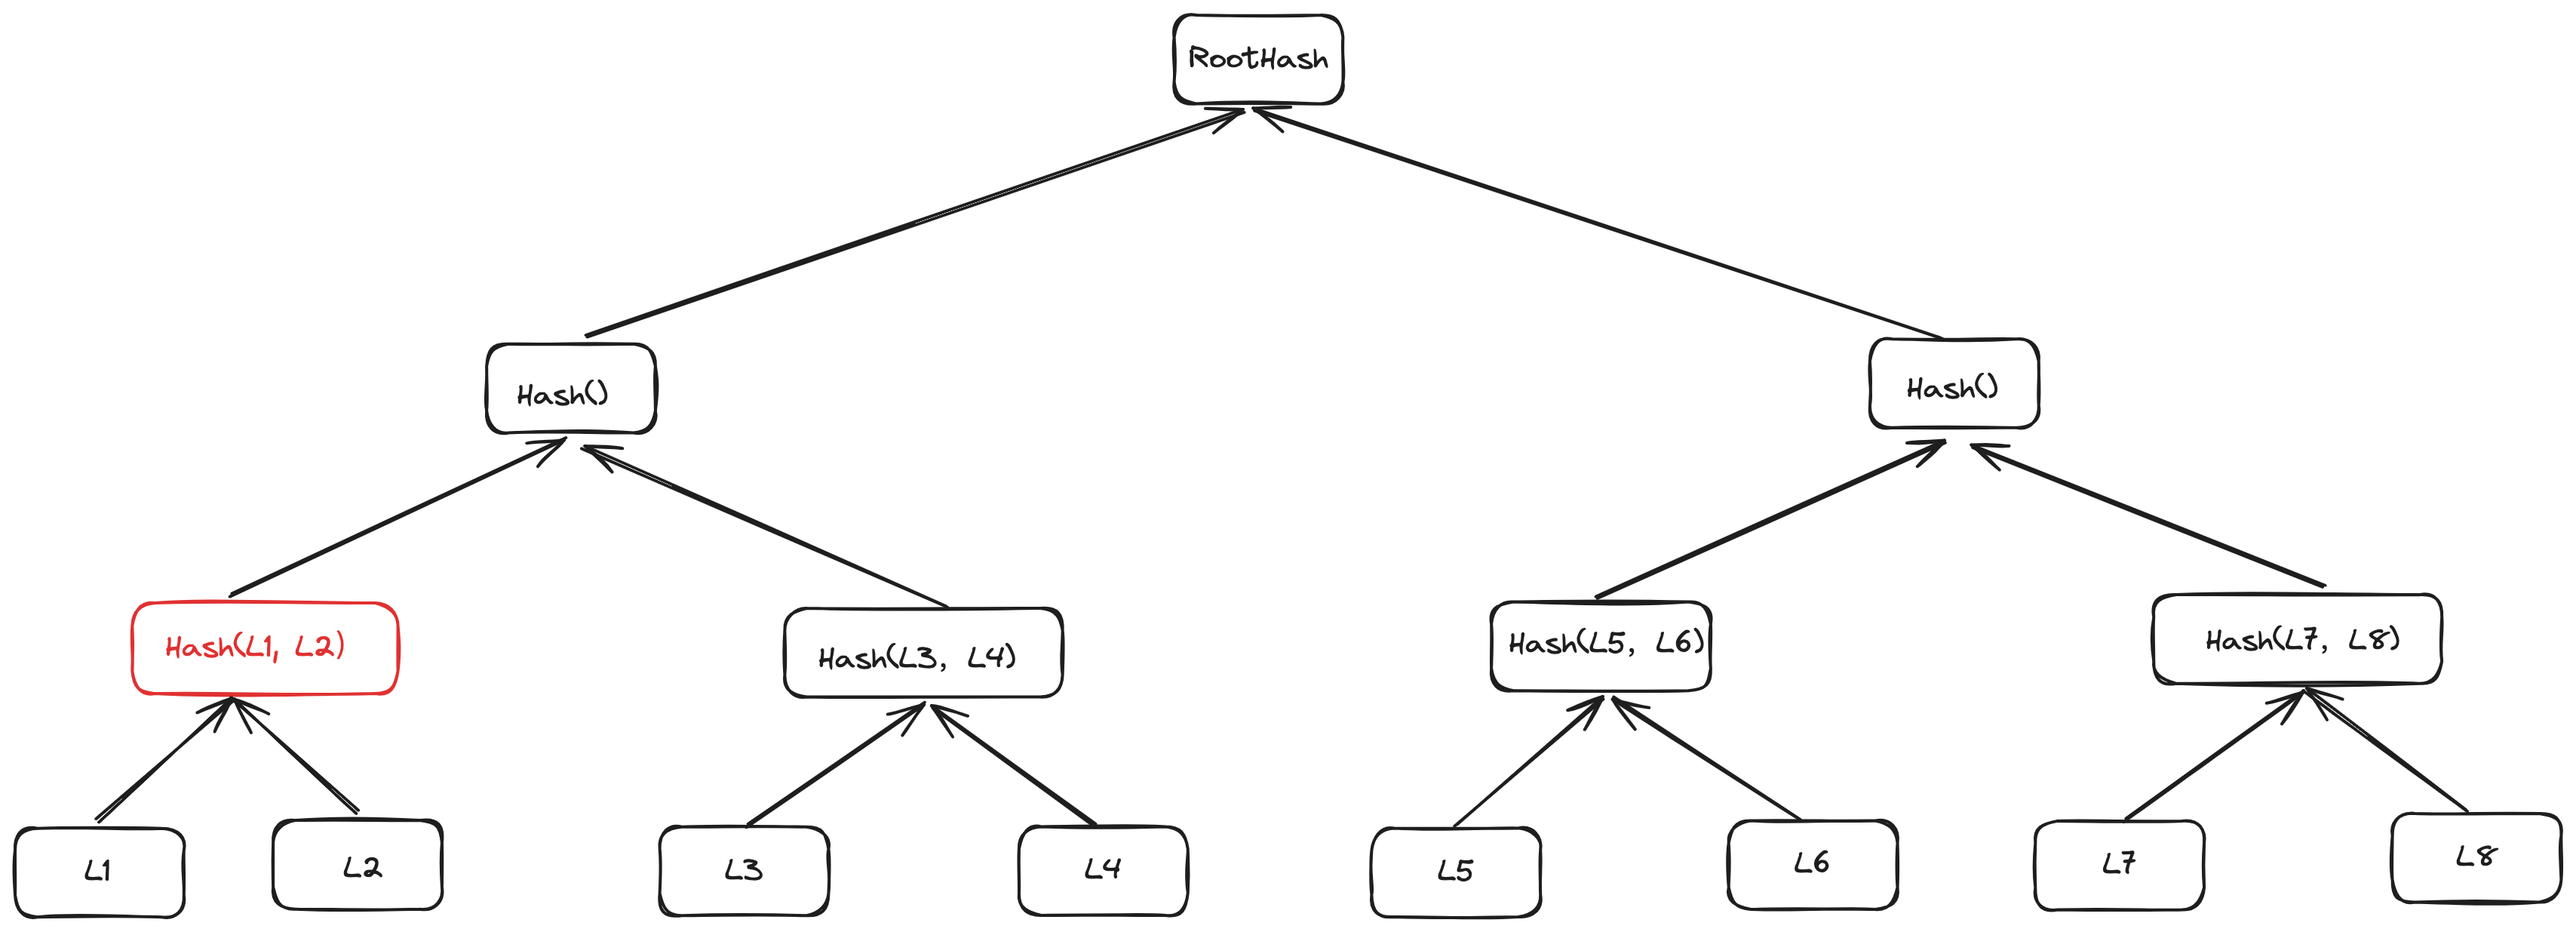 RootHash
Hash()
Hash()
Hash(L1, L2)
Hash(L3, L4)
Hash(L5, L6)
Hash(L7, L8)
L1
L2
L3
L4
L5
L6
L7
L8